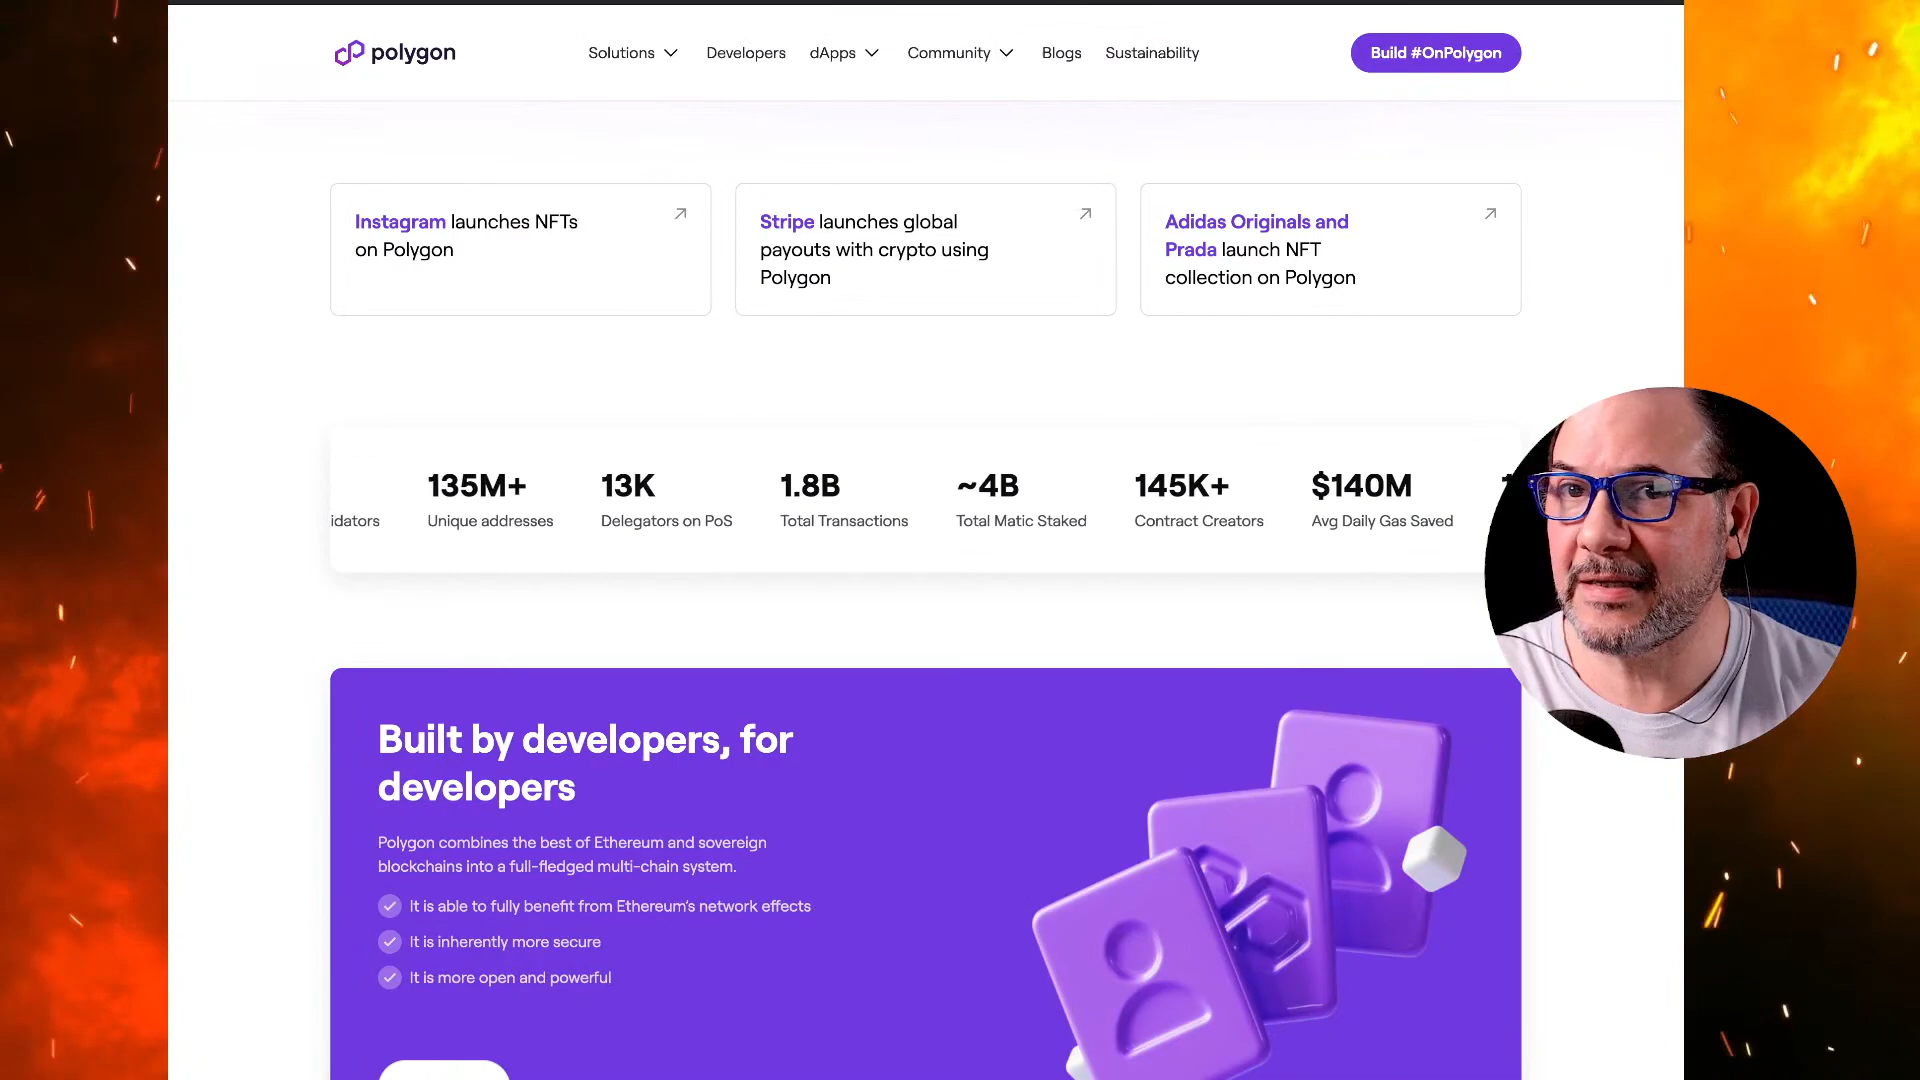 polygon
Solutions
Developers
dApps
Community
Blogs
Sustainability
Build #OnPolygon
Instagram launches NFTs
on Polygon
Stripe launches global
payouts with crypto using
Polygon
Adidas Originals and
Prada launch NFT
collection on Polygon
135M+
13K
1.8B
~4B
145K+
$140M
idators
Unique addresses
Delegators on PoS
Total Transactions
Total Matic Staked
Contract Creators
Avg Daily Gas Saved
Built by developers, for
developers
Polygon combines the best of Ethereum and sovereign
blockchains into a full-fledged multi-chain system.
It is able to fully benefit from Ethereum's network effects
It is inherently more secure
It is more open and powerful